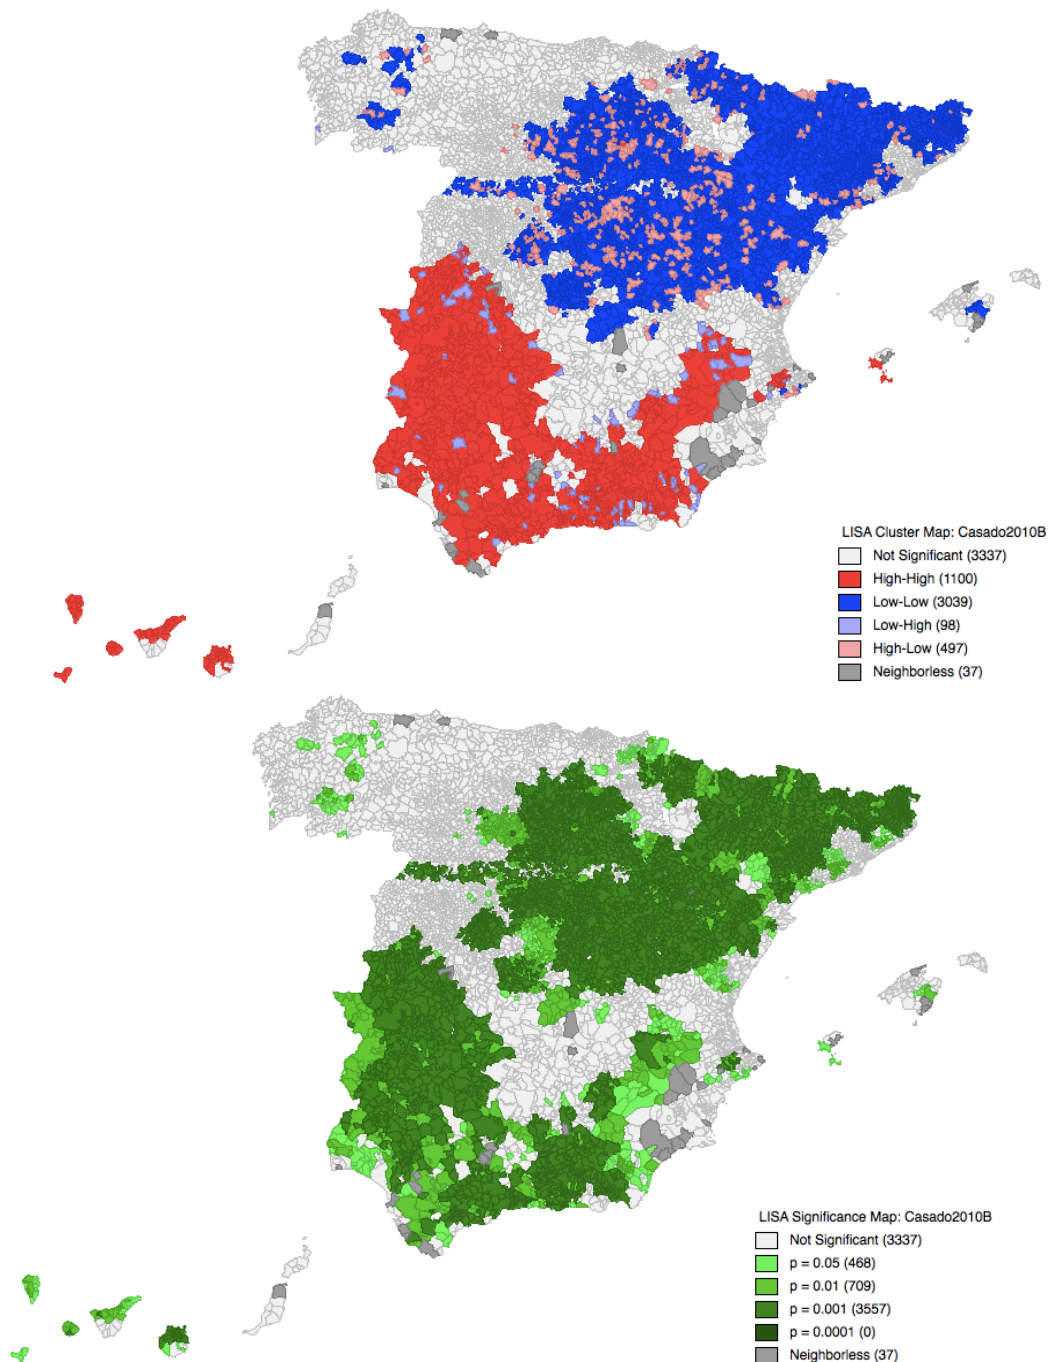 LISA Cluster Map: Casado2010B
Not Significant (3337)
High-High (1100)
Low-Low (3039)
Low-High (98)
High-Low (497)
Neighborless (37)
LISA Significance Map: Casado2010B
Not Significant (3337)
p = 0.05 (468)
p = 0.01 (709)
p = 0.001 (3557)
p = 0.0001 (0)
Neighborless (37)